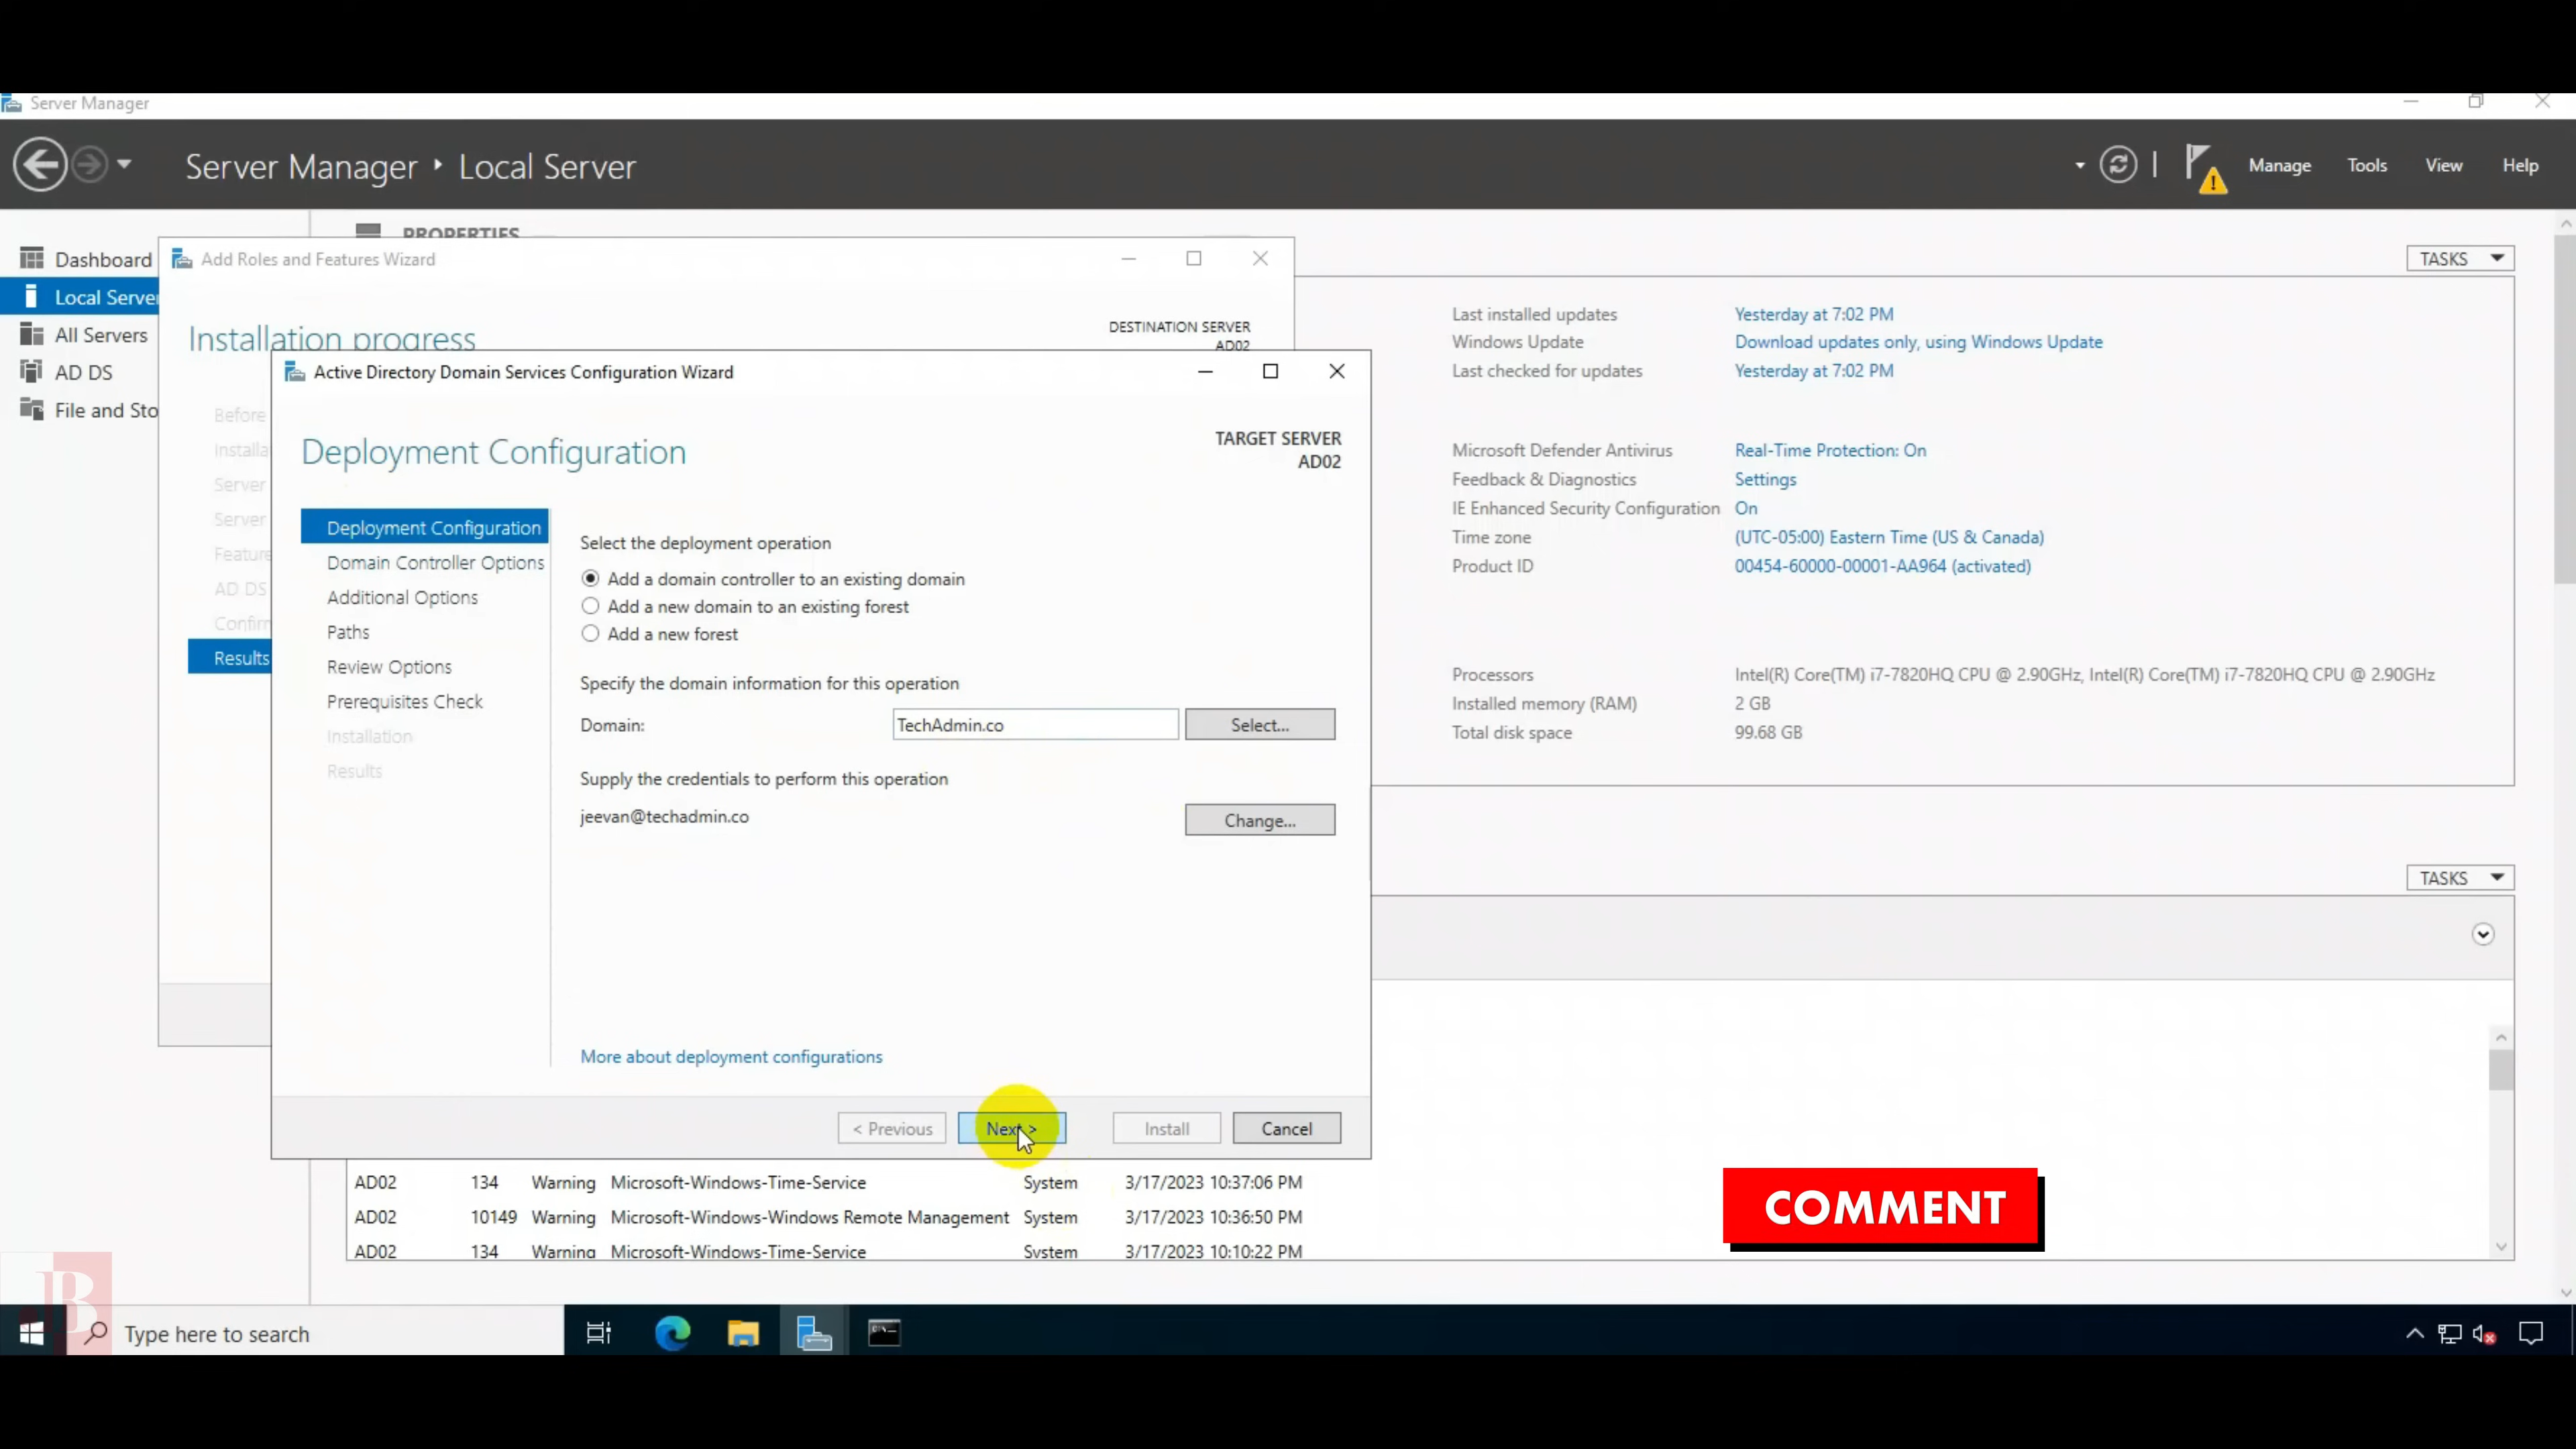 Server Manager
Server Manager ‣ Local Server
Manage Tools View Help
Dashboard
Local Server
All Servers
AD DS
File and Sto
PROPERTIES
TASKS
Add Roles and Features Wizard
Installation progress
DESTINATION SERVER
AD02
Before
Installa
Server
Server
Feature
AD DS
Confirm
Results
Active Directory Domain Services Configuration Wizard
Deployment Configuration
TARGET SERVER
AD02
Deployment Configuration
Domain Controller Options
Additional Options
Paths
Review Options
Prerequisites Check
Installation
Results
Select the deployment operation
Add a domain controller to an existing domain
Add a new domain to an existing forest
Add a new forest
Specify the domain information for this operation
Domain: TechAdmin.co Select...
Supply the credentials to perform this operation
jeevan@techadmin.co Change...
More about deployment configurations
< Previous Next > Install Cancel
Last installed updates Yesterday at 7:02 PM
Windows Update Download updates only, using Windows Update
Last checked for updates Yesterday at 7:02 PM
Microsoft Defender Antivirus Real-Time Protection: On
Feedback & Diagnostics Settings
IE Enhanced Security Configuration On
Time zone (UTC-05:00) Eastern Time (US & Canada)
Product ID 00454-60000-00001-AA964 (activated)
Processors Intel(R) Core(TM) i7-7820HQ CPU @ 2.90GHz, Intel(R) Core(TM) i7-7820HQ CPU @ 2.90GHz
Installed memory (RAM) 2 GB
Total disk space 99.68 GB
TASKS
AD02 134 Warning Microsoft-Windows-Time-Service System 3/17/2023 10:37:06 PM
AD02 10149 Warning Microsoft-Windows-Windows Remote Management System 3/17/2023 10:36:50 PM
AD02 134 Warning Microsoft-Windows-Time-Service System 3/17/2023 10:10:22 PM
COMMENT
JB
Type here to search